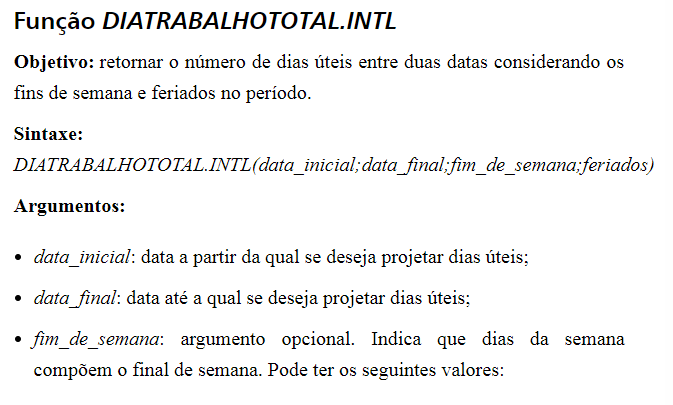 Função DIATRABALHOTOTAL.INTL
Objetivo: retornar o número de dias úteis entre duas datas considerando os
fins de semana e feriados no período.
Sintaxe:
DIATRABALHOTOTAL.INTL(data_inicial;data_final;fim_de_semana;feriados)
Argumentos:
• data_inicial: data a partir da qual se deseja projetar dias úteis;
• data_final: data até a qual se deseja projetar dias úteis;
• fim_de_semana: argumento opcional. Indica que dias da semana
compõem o final de semana. Pode ter os seguintes valores: